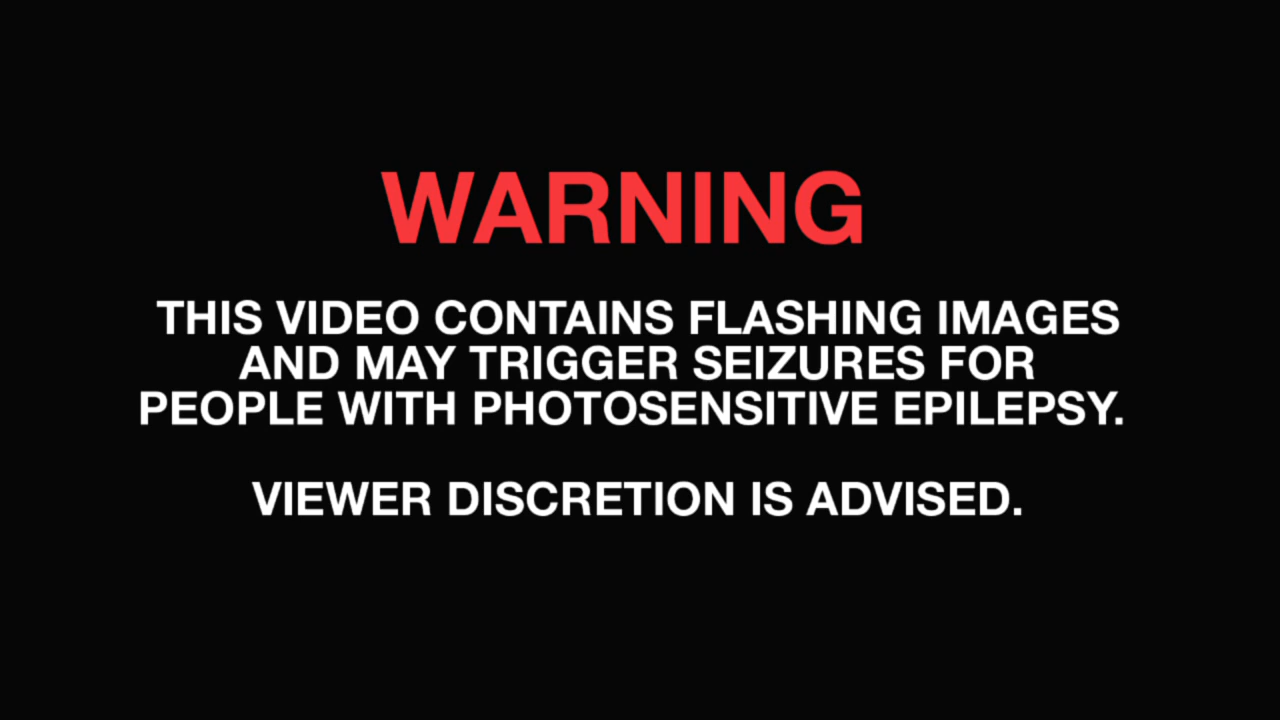 WARNING
THIS VIDEO CONTAINS FLASHING IMAGES
AND MAY TRIGGER SEIZURES FOR
PEOPLE WITH PHOTOSENSITIVE EPILEPSY.
VIEWER DISCRETION IS ADVISED.